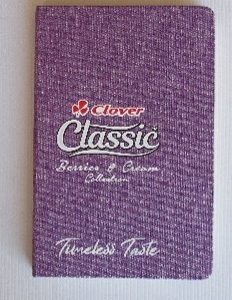 Clover
Classic
Berries & Cream
Collection
Timeless Taste